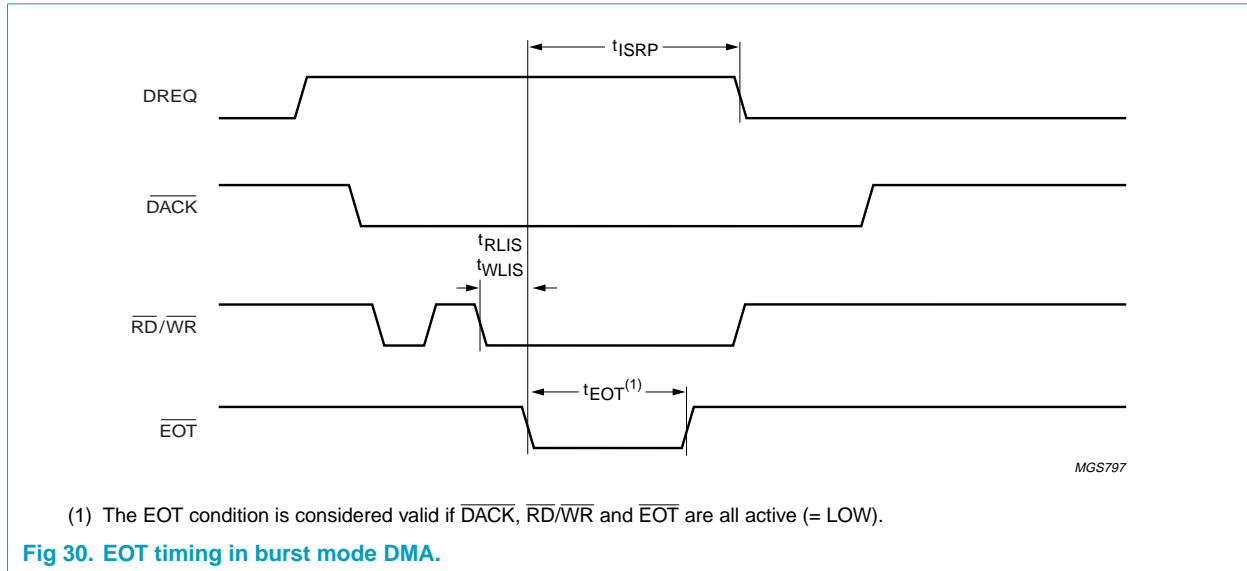 tISRP
DREQ
DACK
tRLIS
tWLIS
RD/WR
tEOT(1)
EOT
MGS797
(1) The EOT condition is considered valid if DACK, RD/WR and EOT are all active (= LOW).
Fig 30. EOT timing in burst mode DMA.